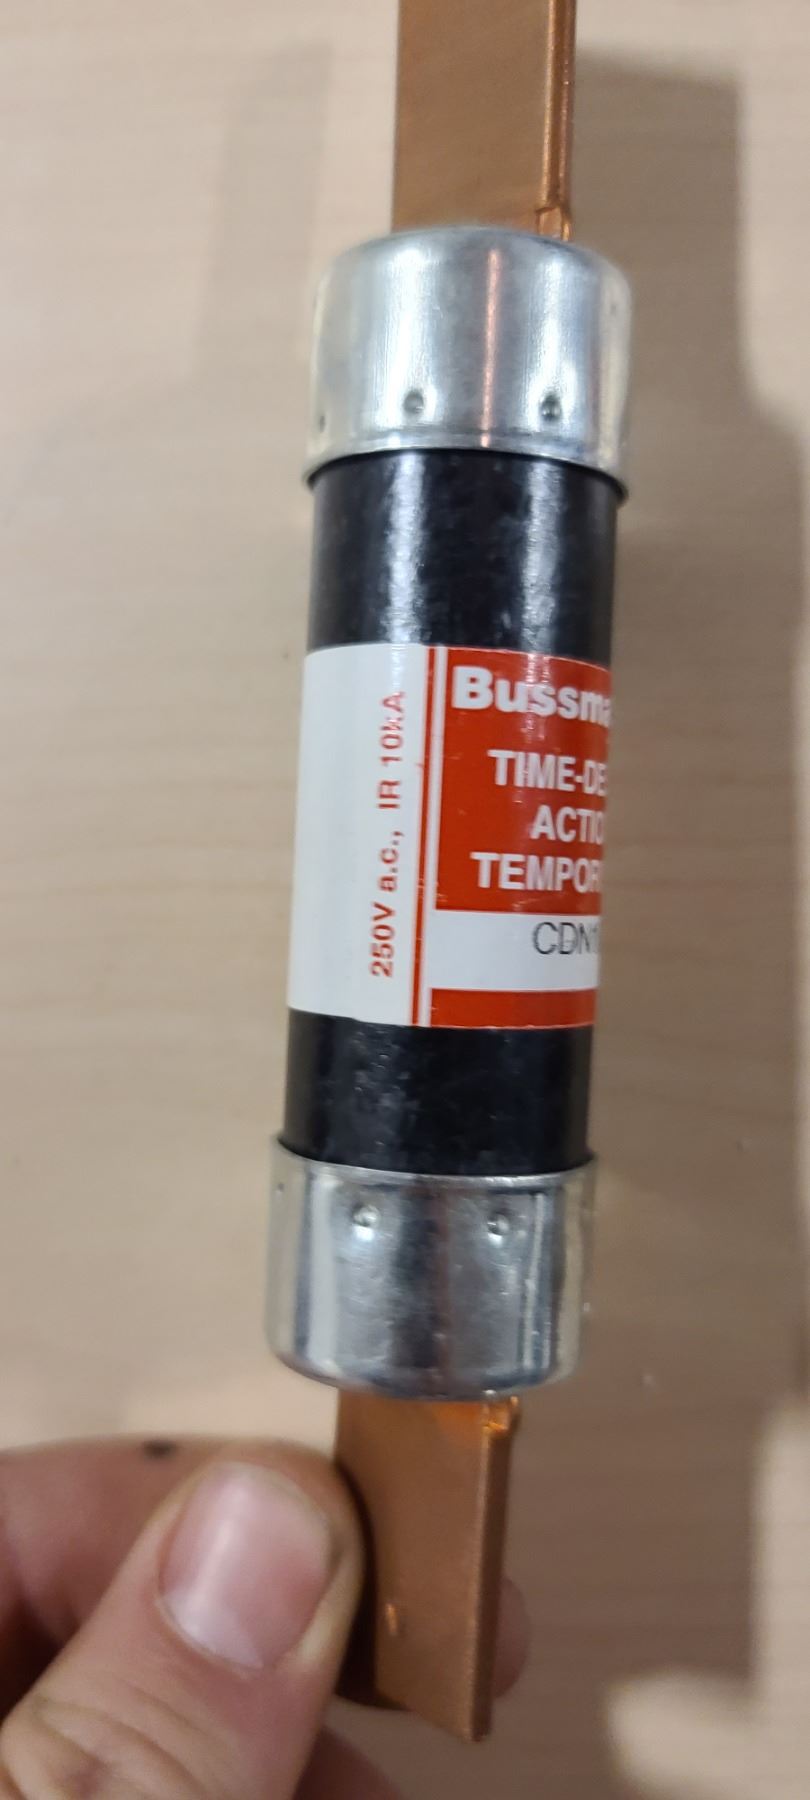 250V a.c., IR 10kA
Bussma
TIME-DE
ACTIO
TEMPOR
CDN1